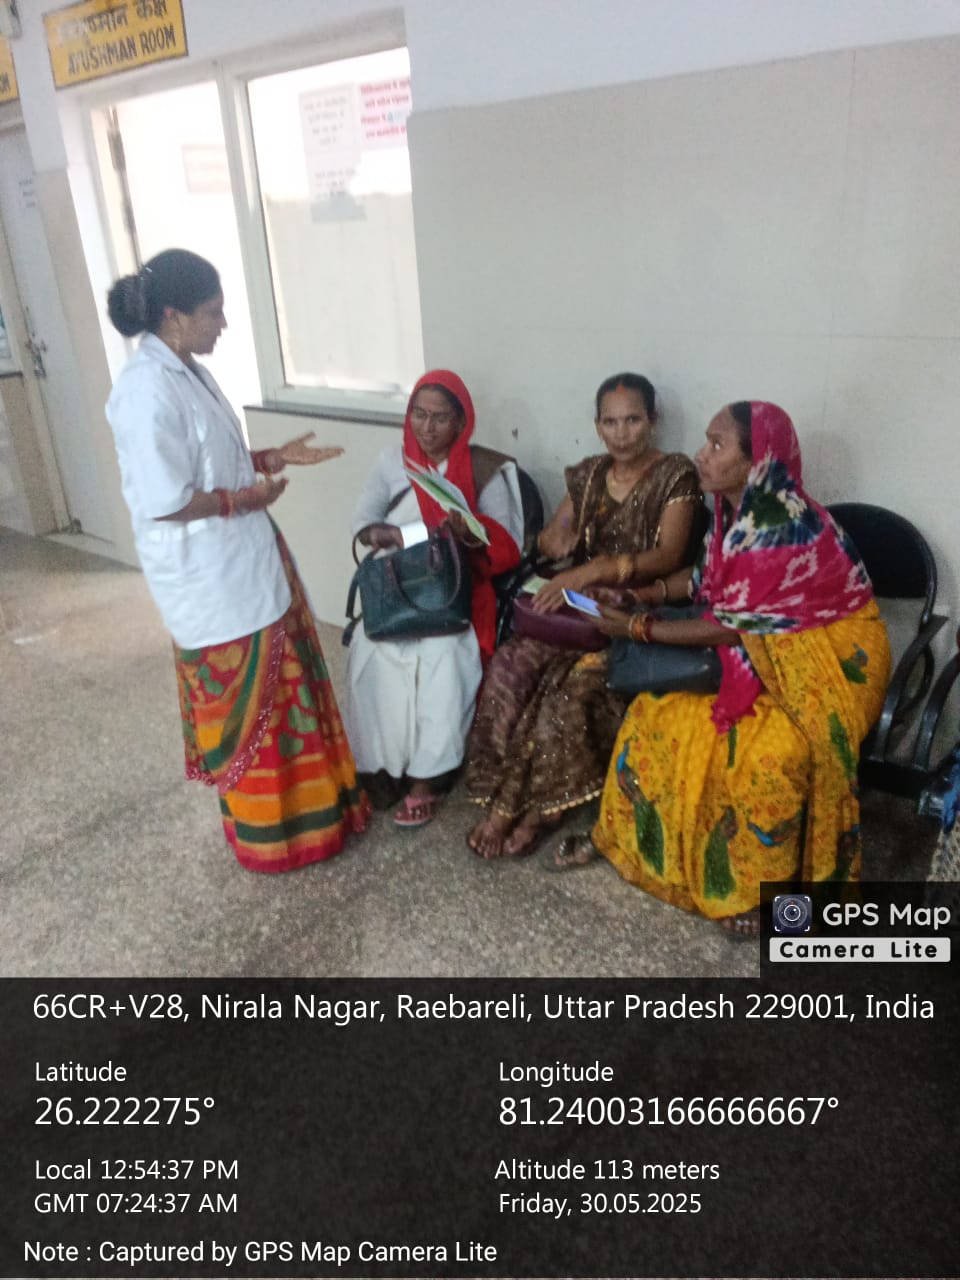 कक्ष
AYUSHMAN ROOM
GPS Map
Camera Lite
66CR+V28, Nirala Nagar, Raebareli, Uttar Pradesh 229001, India
Latitude
26.222275°
Longitude
81.24003166666667°
Local 12:54:37 PM
GMT 07:24:37 AM
Altitude 113 meters
Friday, 30.05.2025
Note : Captured by GPS Map Camera Lite